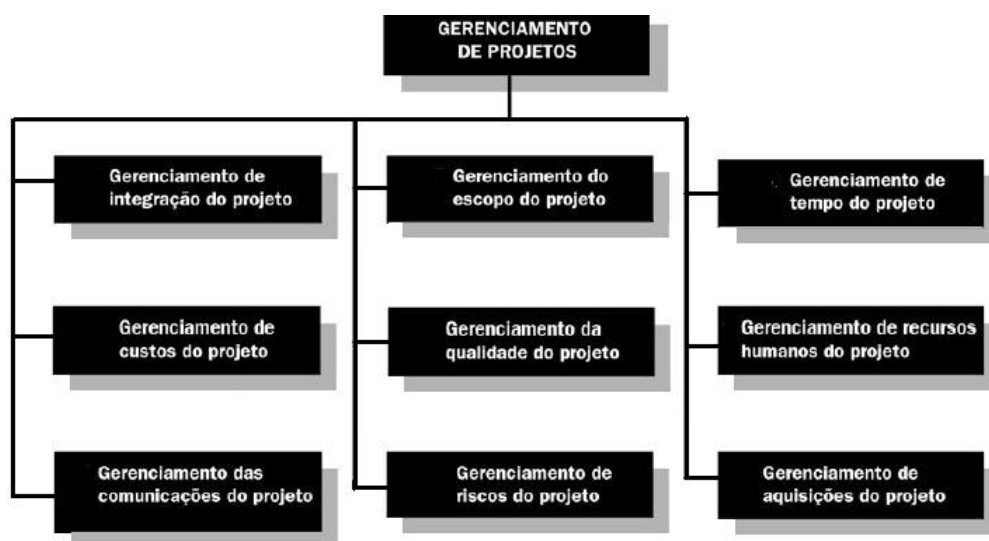 GERENCIAMENTO
DE PROJETOS
Gerenciamento de
integração do projeto
Gerenciamento do
escopo do projeto
Gerenciamento de
tempo do projeto
Gerenciamento de
custos do projeto
Gerenciamento da
qualidade do projeto
Gerenciamento de recursos
humanos do projeto
Gerenciamento das
comunicações do projeto
Gerenciamento de
riscos do projeto
Gerenciamento de
aquisições do projeto